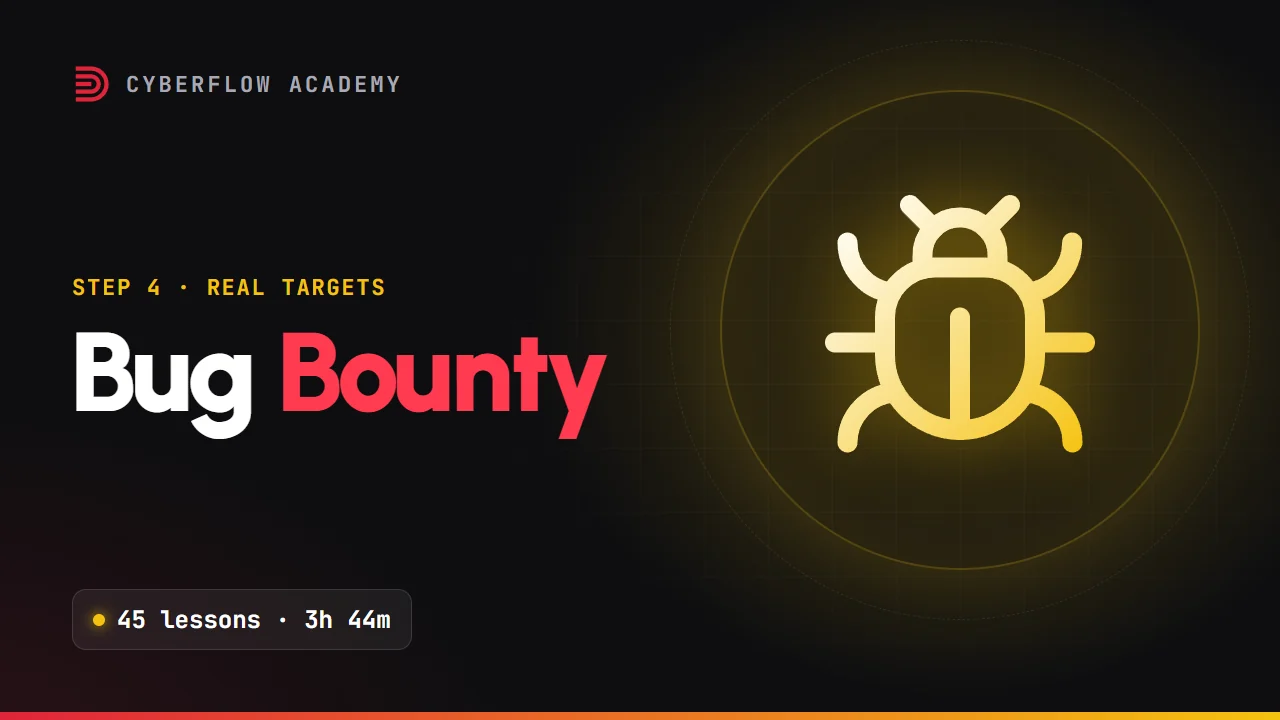 CYBERFLOW ACADEMY
STEP 4 · REAL TARGETS
Bug Bounty
45 lessons · 3h 44m